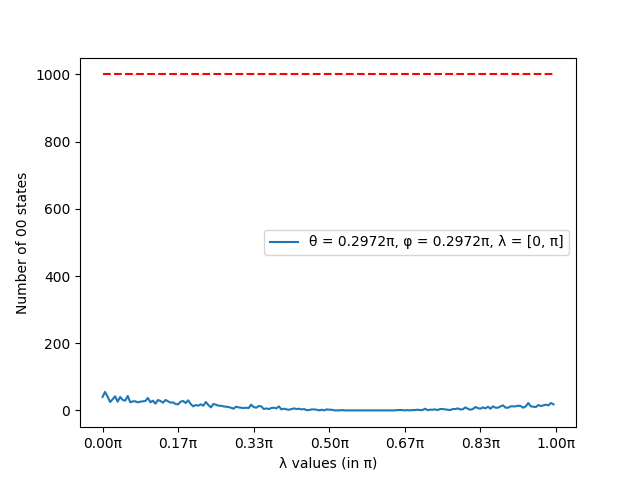 1000
800
600
400
200
0
Number of 00 states
θ = 0.2972π, φ = 0.2972π, λ = [0, π]
0.00π 0.17π 0.33π 0.50π 0.67π 0.83π 1.00π
λ values (in π)